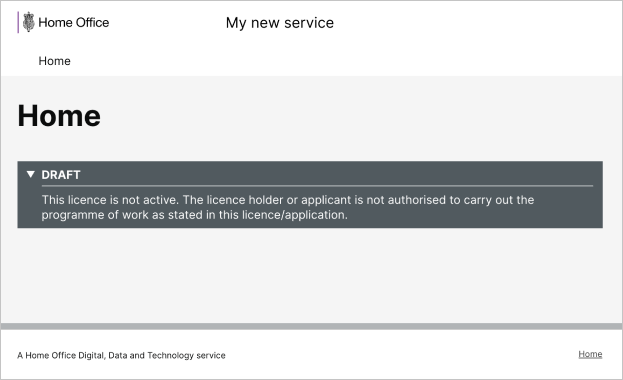 Home Office
My new service
Home
Home
DRAFT
This licence is not active. The licence holder or applicant is not authorised to carry out the
programme of work as stated in this licence/application.
A Home Office Digital, Data and Technology service
Home